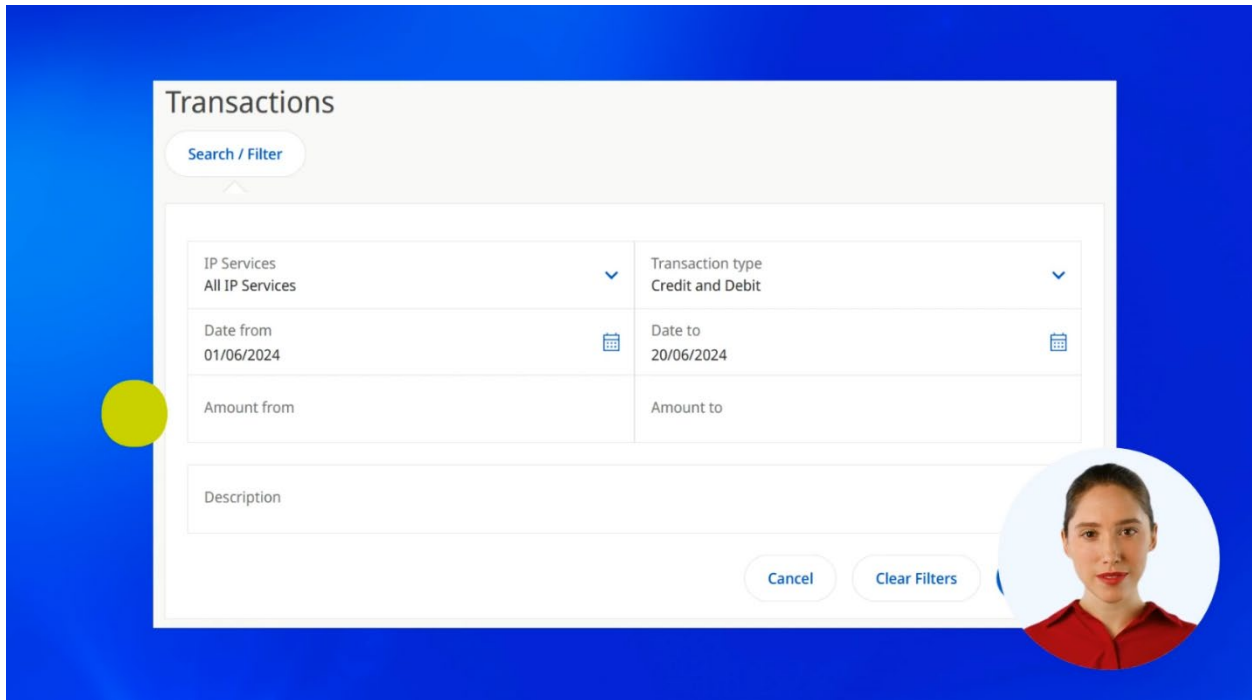 Transactions
Search / Filter
IP Services
All IP Services
Transaction type
Credit and Debit
Date from
01/06/2024
Date to
20/06/2024
Amount from
Amount to
Description
Cancel
Clear Filters